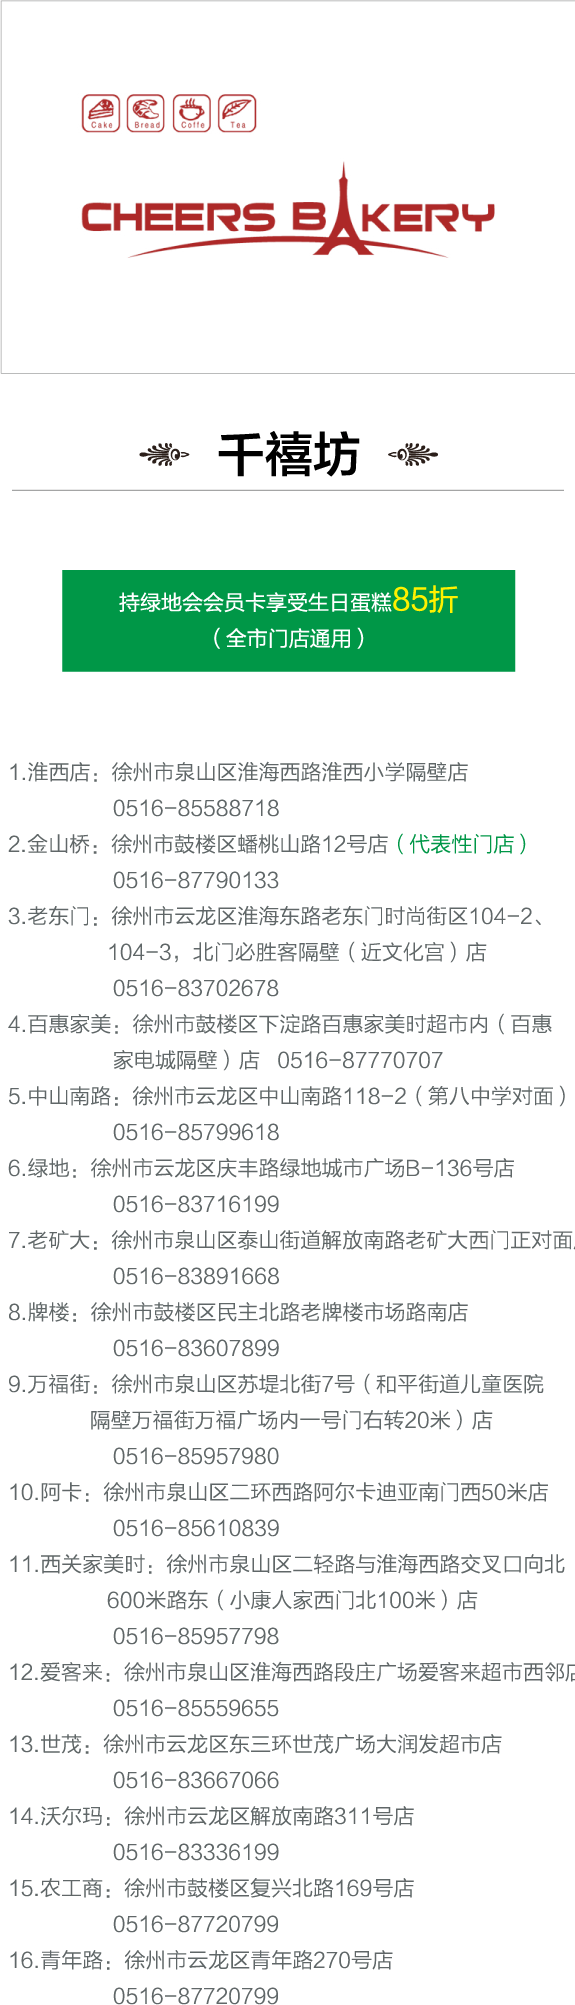 Cake Bread Coffe Tea
CHEERS BAKERY
千禧坊
持绿地会会员卡享受生日蛋糕85折
（全市门店通用）
1.淮西店：徐州市泉山区淮海西路淮西小学隔壁店
0516-85588718
2.金山桥：徐州市鼓楼区蟠桃山路12号店（代表性门店）
0516-87790133
3.老东门：徐州市云龙区淮海东路老东门时尚街区104-2、
104-3，北门必胜客隔壁（近文化宫）店
0516-83702678
4.百惠家美：徐州市鼓楼区下淀路百惠家美时超市内（百惠
家电城隔壁）店 0516-87770707
5.中山南路：徐州市云龙区中山南路118-2（第八中学对面）
0516-85799618
6.绿地：徐州市云龙区庆丰路绿地城市广场B-136号店
0516-83716199
7.老矿大：徐州市泉山区泰山街道解放南路老矿大西门正对面
0516-83891668
8.牌楼：徐州市鼓楼区民主北路老牌楼市场路南店
0516-83607899
9.万福街：徐州市泉山区苏堤北街7号（和平街道儿童医院
隔壁万福街万福广场内一号门右转20米）店
0516-85957980
10.阿卡：徐州市泉山区二环西路阿尔卡迪亚南门西50米店
0516-85610839
11.西关家美时：徐州市泉山区二轻路与淮海西路交叉口向北
600米路东（小康人家西门北100米）店
0516-85957798
12.爱客来：徐州市泉山区淮海西路段庄广场爱客来超市西邻店
0516-85559655
13.世茂：徐州市云龙区东三环世茂广场大润发超市店
0516-83667066
14.沃尔玛：徐州市云龙区解放南路311号店
0516-83336199
15.农工商：徐州市鼓楼区复兴北路169号店
0516-87720799
16.青年路：徐州市云龙区青年路270号店
0516-87720799